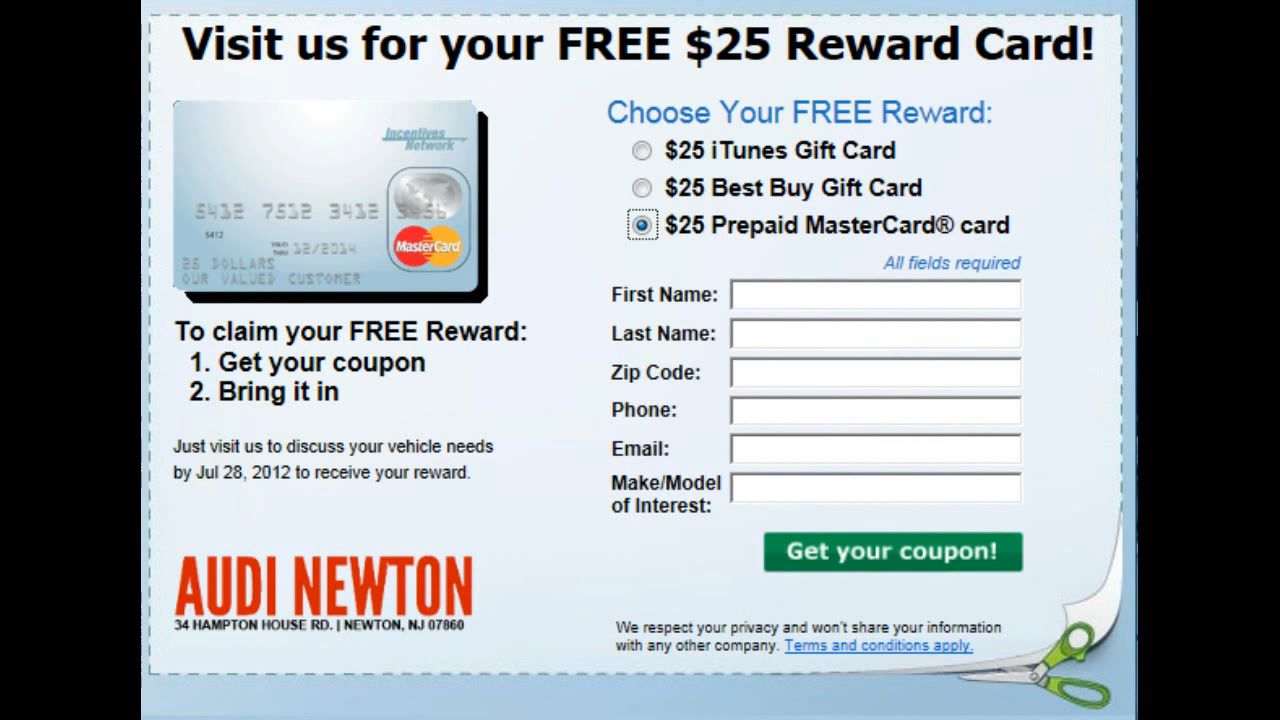 Visit us for your FREE $25 Reward Card!
Incentives
Network
5412 7512 3412 3456
5412
VALID
THRU 12/2014
MasterCard
25 DOLLARS
OUR VALUED CUSTOMER
To claim your FREE Reward:
1. Get your coupon
2. Bring it in
Just visit us to discuss your vehicle needs
by Jul 28, 2012 to receive your reward.
AUDI NEWTON
34 HAMPTON HOUSE RD. | NEWTON, NJ 07860
Choose Your FREE Reward:
$25 iTunes Gift Card
$25 Best Buy Gift Card
$25 Prepaid MasterCard® card
All fields required
First Name:
Last Name:
Zip Code:
Phone:
Email:
Make/Model
of Interest:
Get your coupon!
We respect your privacy and won't share your information
with any other company. Terms and conditions apply.